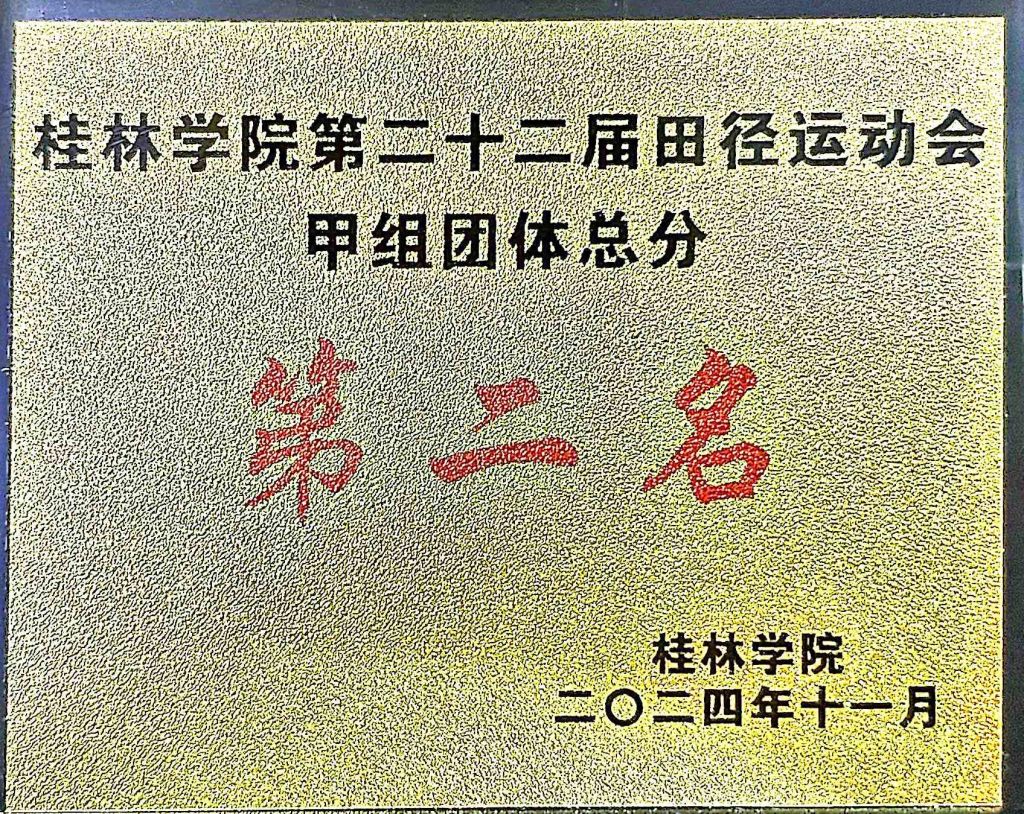 桂林学院第二十二届田径运动会
甲组团体总分
第二名
桂林学院
二〇二四年十一月